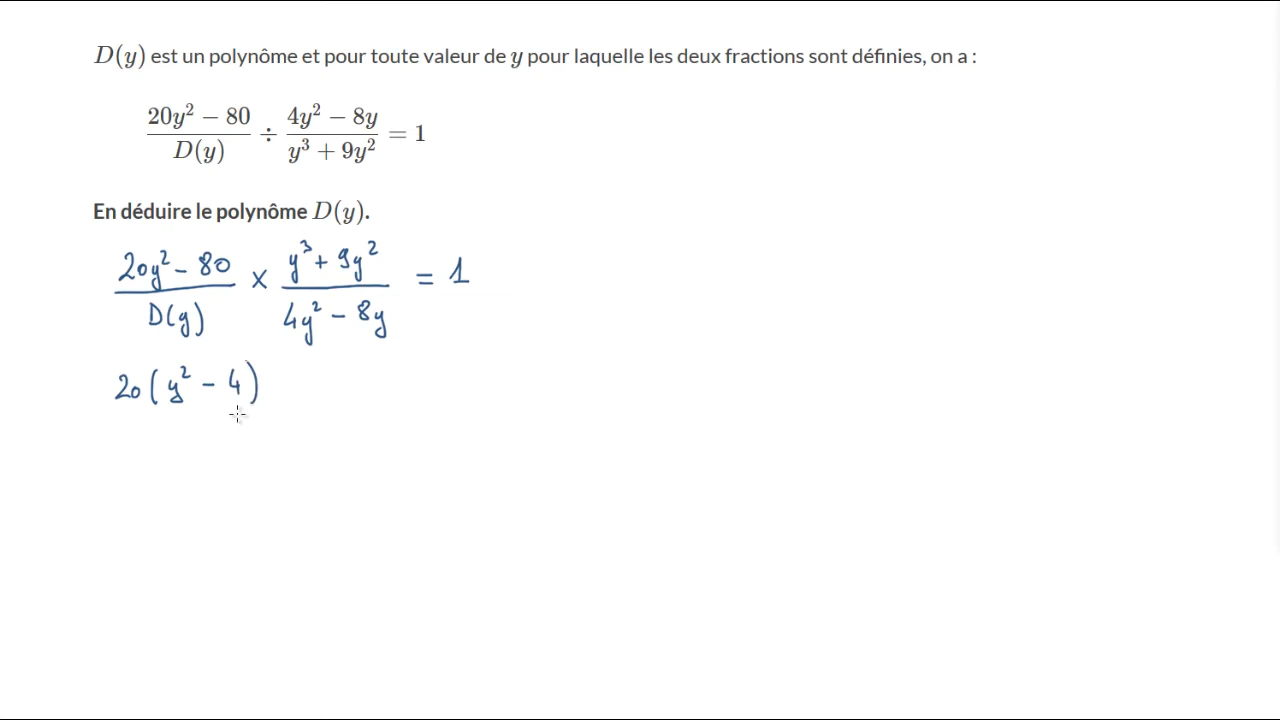 D(y) est un polynôme et pour toute valeur de y pour laquelle les deux fractions sont définies, on a :
20y² − 80 / D(y) ÷ 4y² − 8y / y³ + 9y² = 1
En déduire le polynôme D(y).
20y² − 80 / D(y) × y³ + 9y² / 4y² − 8y = 1
20(y² − 4)